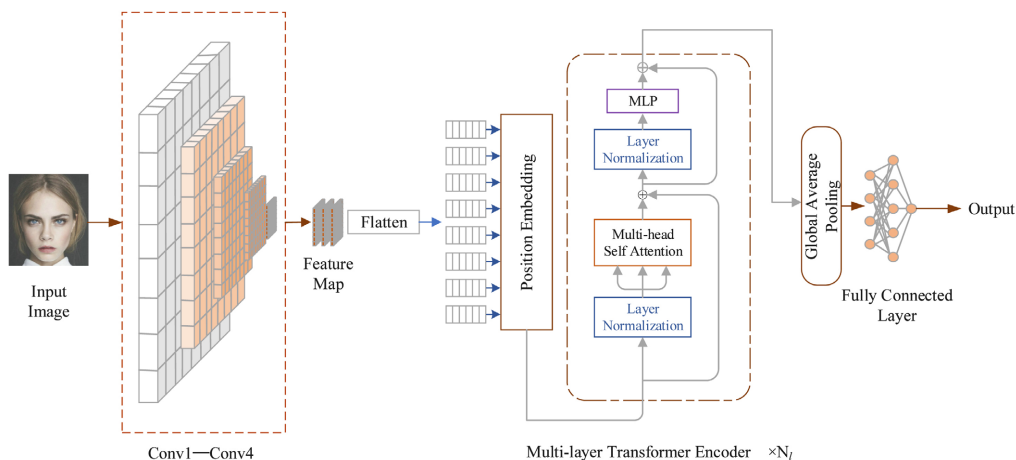 Input
Image
Conv1—Conv4
Feature
Map
Flatten
Position Embedding
MLP
Layer
Normalization
Multi-head
Self Attention
Layer
Normalization
Multi-layer Transformer Encoder ×Nl
Global Average
Pooling
Fully Connected
Layer
Output